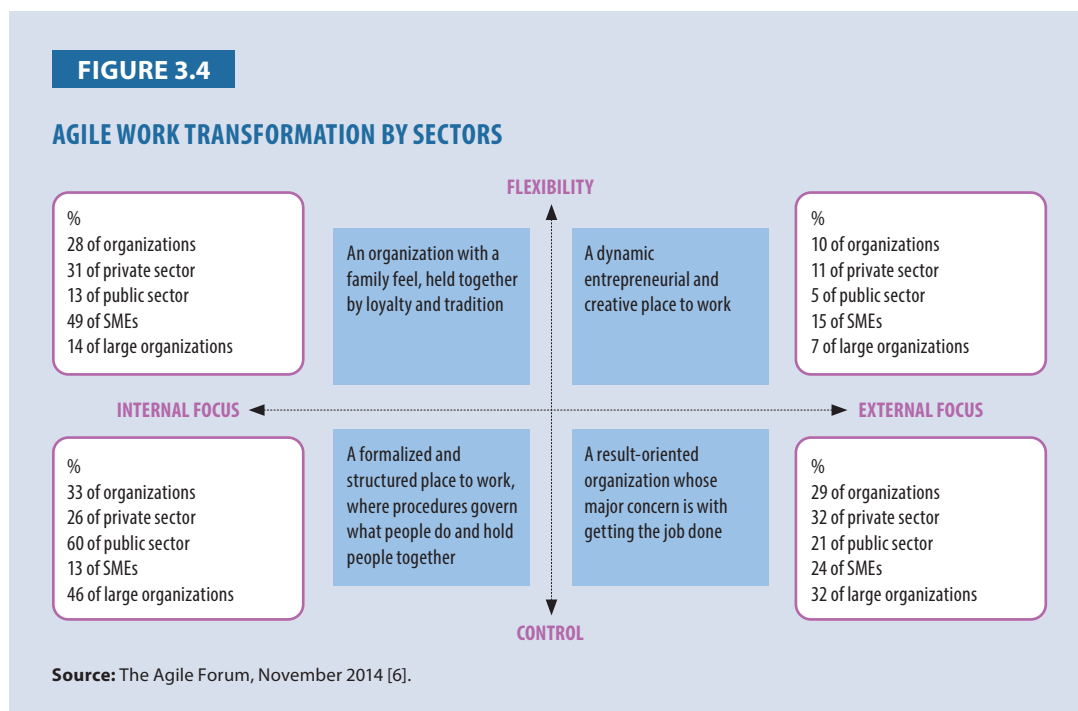 FIGURE 3.4
AGILE WORK TRANSFORMATION BY SECTORS
FLEXIBILITY
%
28 of organizations
31 of private sector
13 of public sector
49 of SMEs
14 of large organizations
An organization with a
family feel, held together
by loyalty and tradition
A dynamic
entrepreneurial and
creative place to work
%
10 of organizations
11 of private sector
5 of public sector
15 of SMEs
7 of large organizations
INTERNAL FOCUS
EXTERNAL FOCUS
%
33 of organizations
26 of private sector
60 of public sector
13 of SMEs
46 of large organizations
A formalized and
structured place to work,
where procedures govern
what people do and hold
people together
A result-oriented
organization whose
major concern is with
getting the job done
%
29 of organizations
32 of private sector
21 of public sector
24 of SMEs
32 of large organizations
CONTROL
Source: The Agile Forum, November 2014 [6].